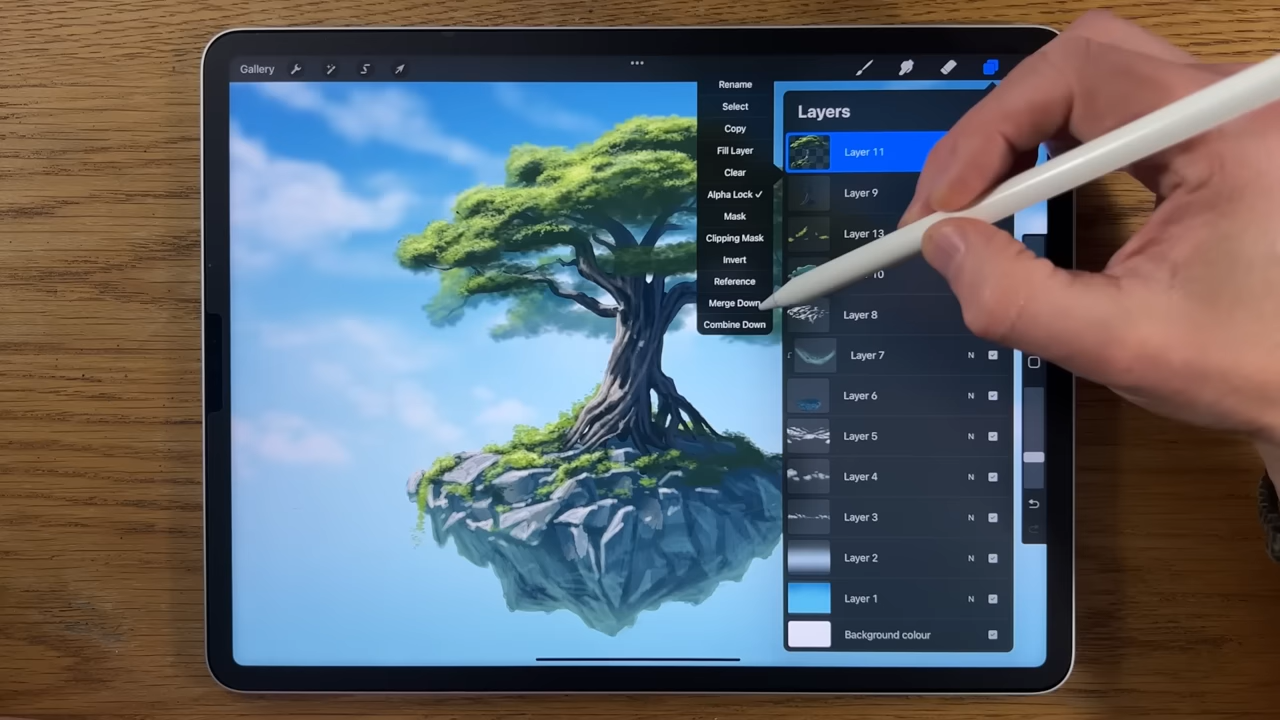 Gallery
Rename
Select
Copy
Fill Layer
Clear
Alpha Lock ✓
Mask
Clipping Mask
Invert
Reference
Merge Down
Combine Down
Layers
Layer 11
Layer 9
Layer 13
10
Layer 8
Layer 7 N
Layer 6 N
Layer 5 N
Layer 4 N
Layer 3 N
Layer 2 N
Layer 1 N
Background colour